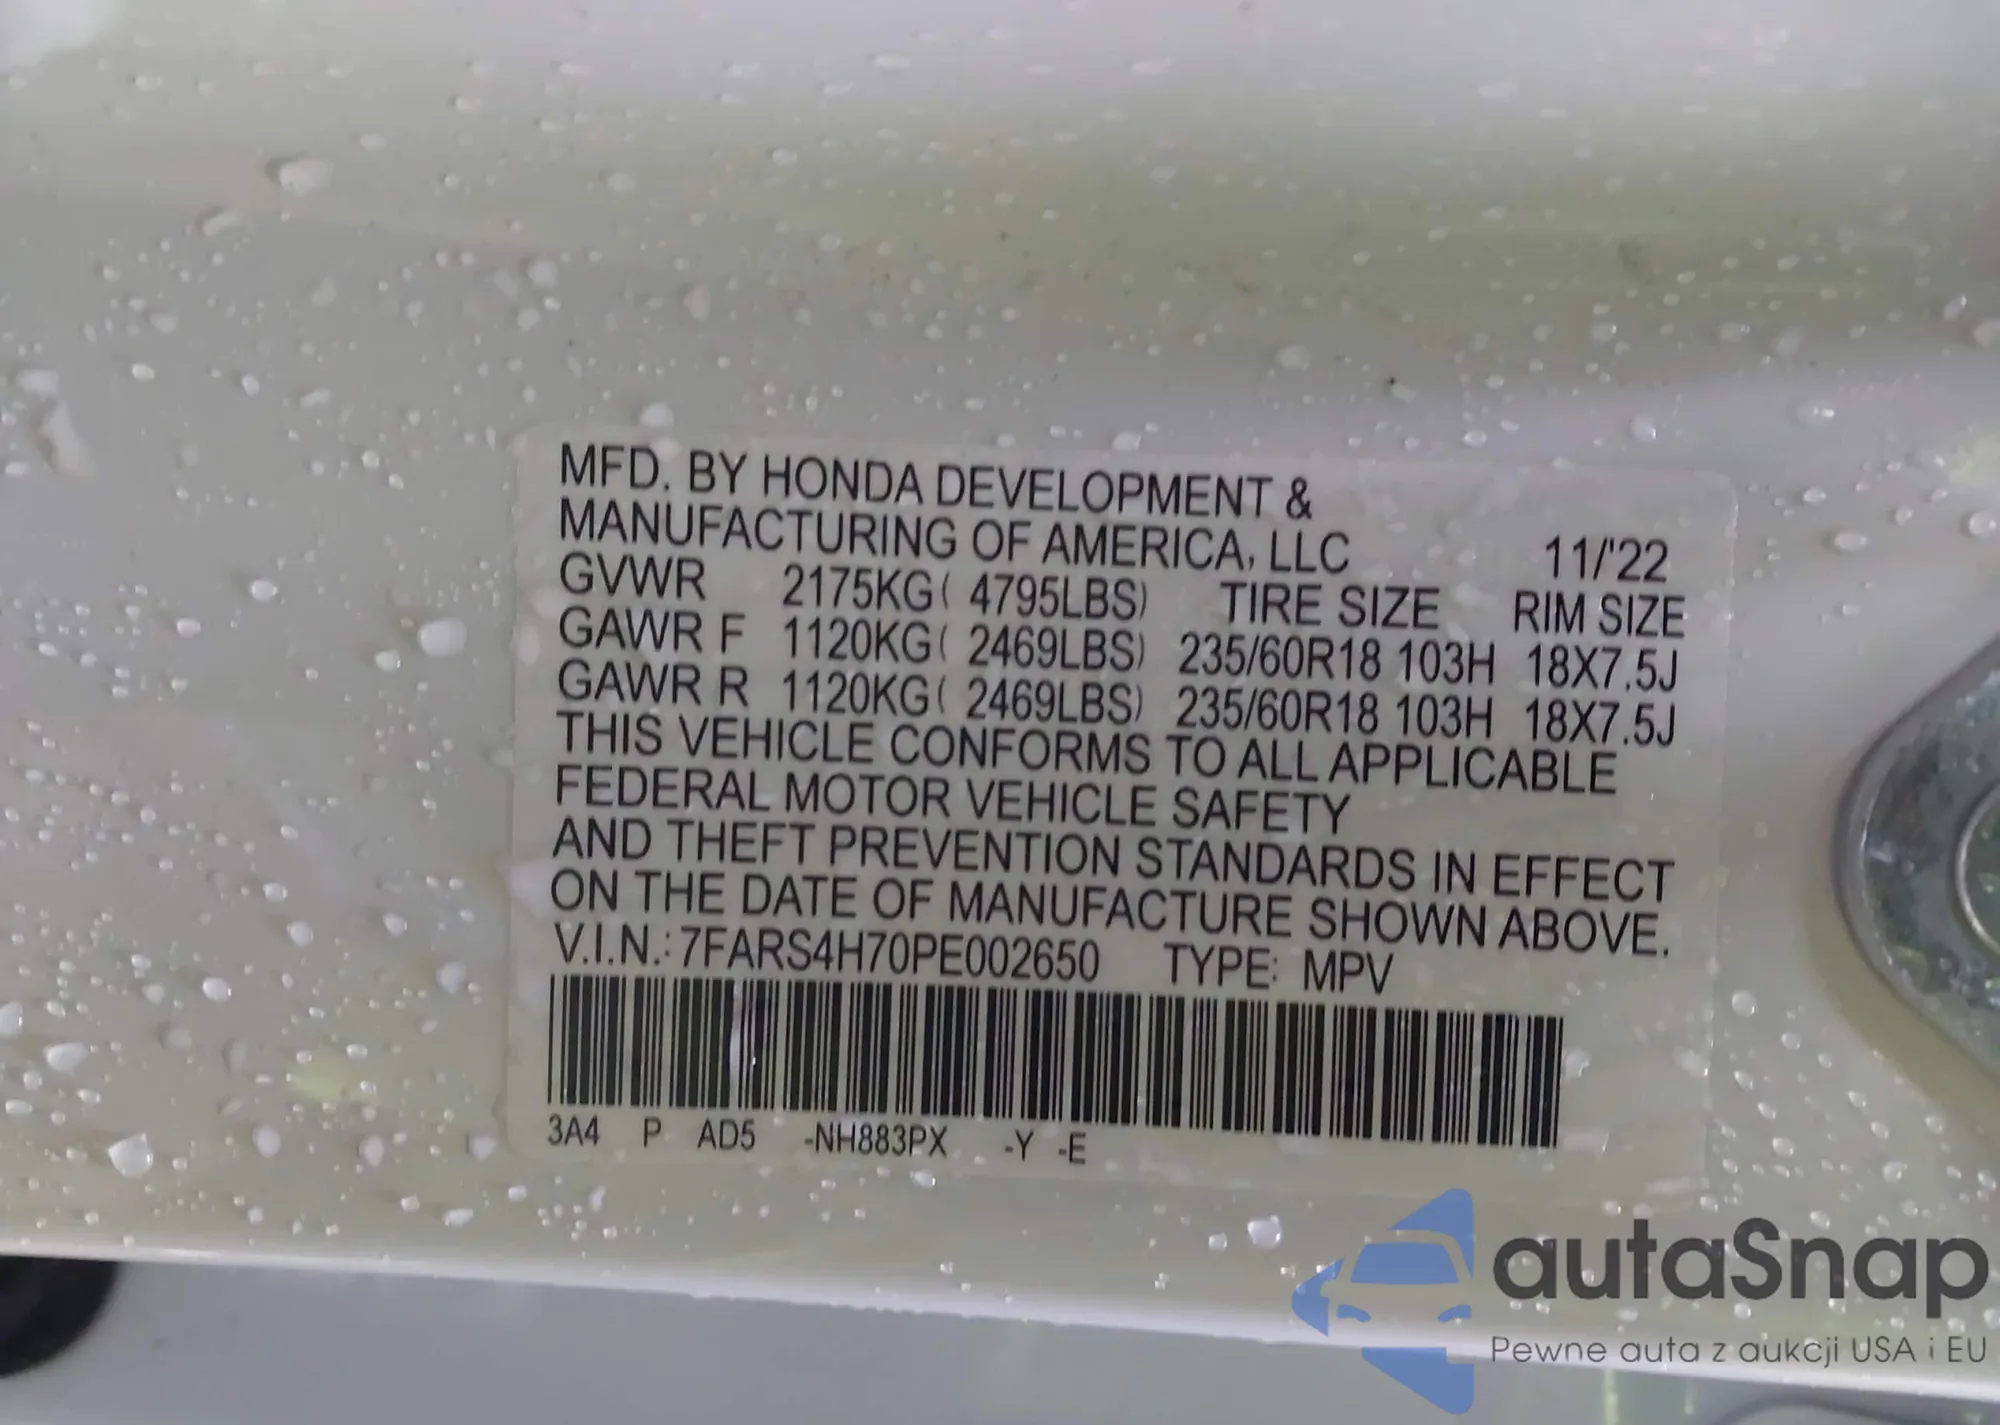 MFD. BY HONDA DEVELOPMENT &
MANUFACTURING OF AMERICA, LLC 11/'22
GVWR 2175KG( 4795LBS) TIRE SIZE RIM SIZE
GAWR F 1120KG( 2469LBS) 235/60R18 103H 18X7.5J
GAWR R 1120KG( 2469LBS) 235/60R18 103H 18X7.5J
THIS VEHICLE CONFORMS TO ALL APPLICABLE
FEDERAL MOTOR VEHICLE SAFETY
AND THEFT PREVENTION STANDARDS IN EFFECT
ON THE DATE OF MANUFACTURE SHOWN ABOVE.
V.I.N.: 7FARS4H70PE002650 TYPE: MPV
3A4 P AD5 -NH883PX -Y -E
autaSnap
Pewne auta z aukcji USA i EU